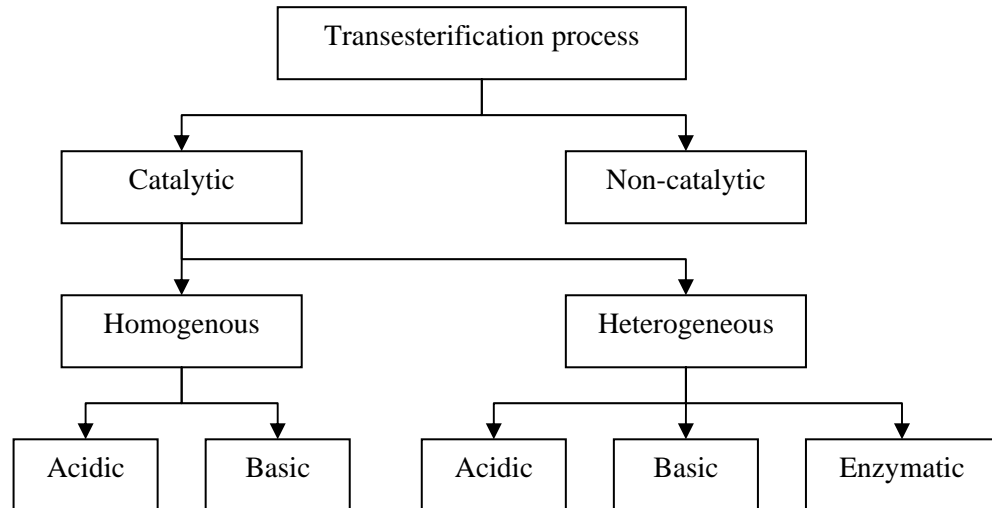 Transesterification process
Catalytic
Non-catalytic
Homogenous
Heterogeneous
Acidic
Basic
Acidic
Basic
Enzymatic